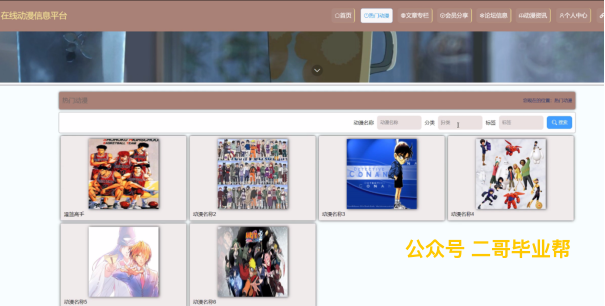 在线动漫信息平台
首页 热门动漫 文章专栏 会员分享 论坛信息 动漫资讯 个人中心
热门动漫
动漫名称 动漫名称 分类 分类 标签 标签 搜索
CONAN
灌篮高手 动漫名称2 动漫名称3 动漫名称4
公众号 二哥毕业帮
动漫名称5 动漫名称6